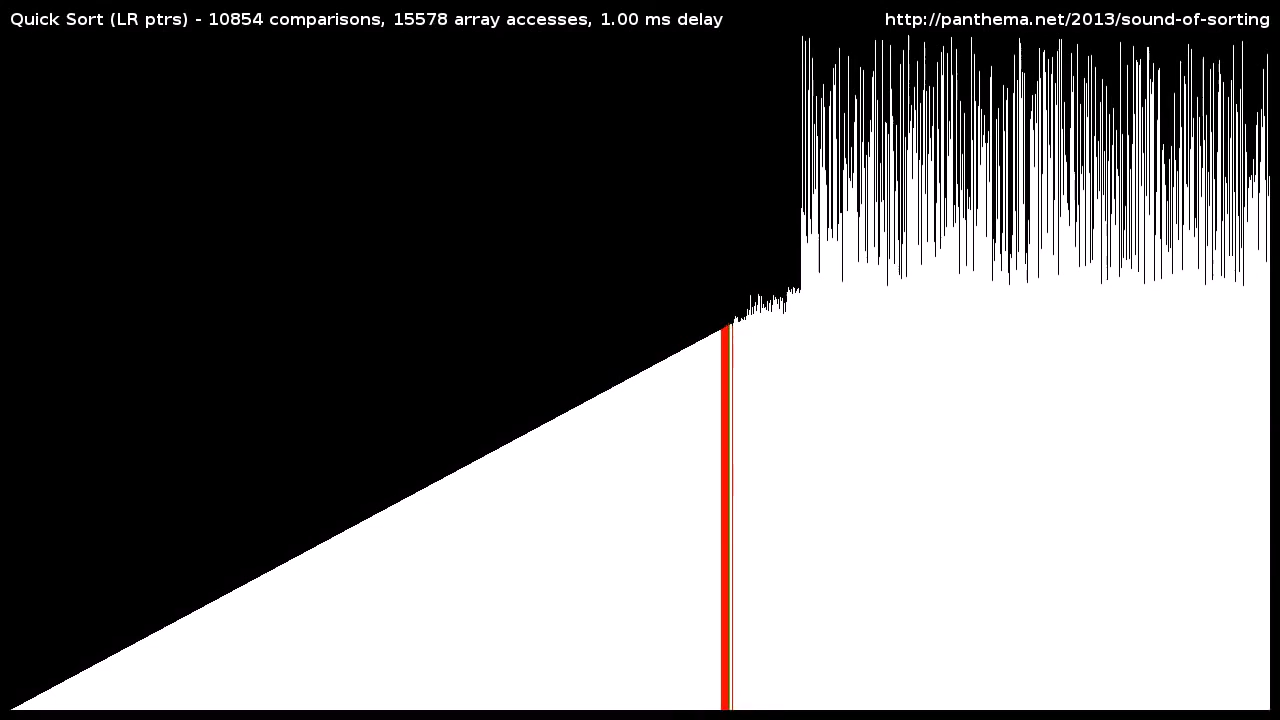 Quick Sort (LR ptrs) - 10854 comparisons, 15578 array accesses, 1.00 ms delay
http://panthema.net/2013/sound-of-sorting